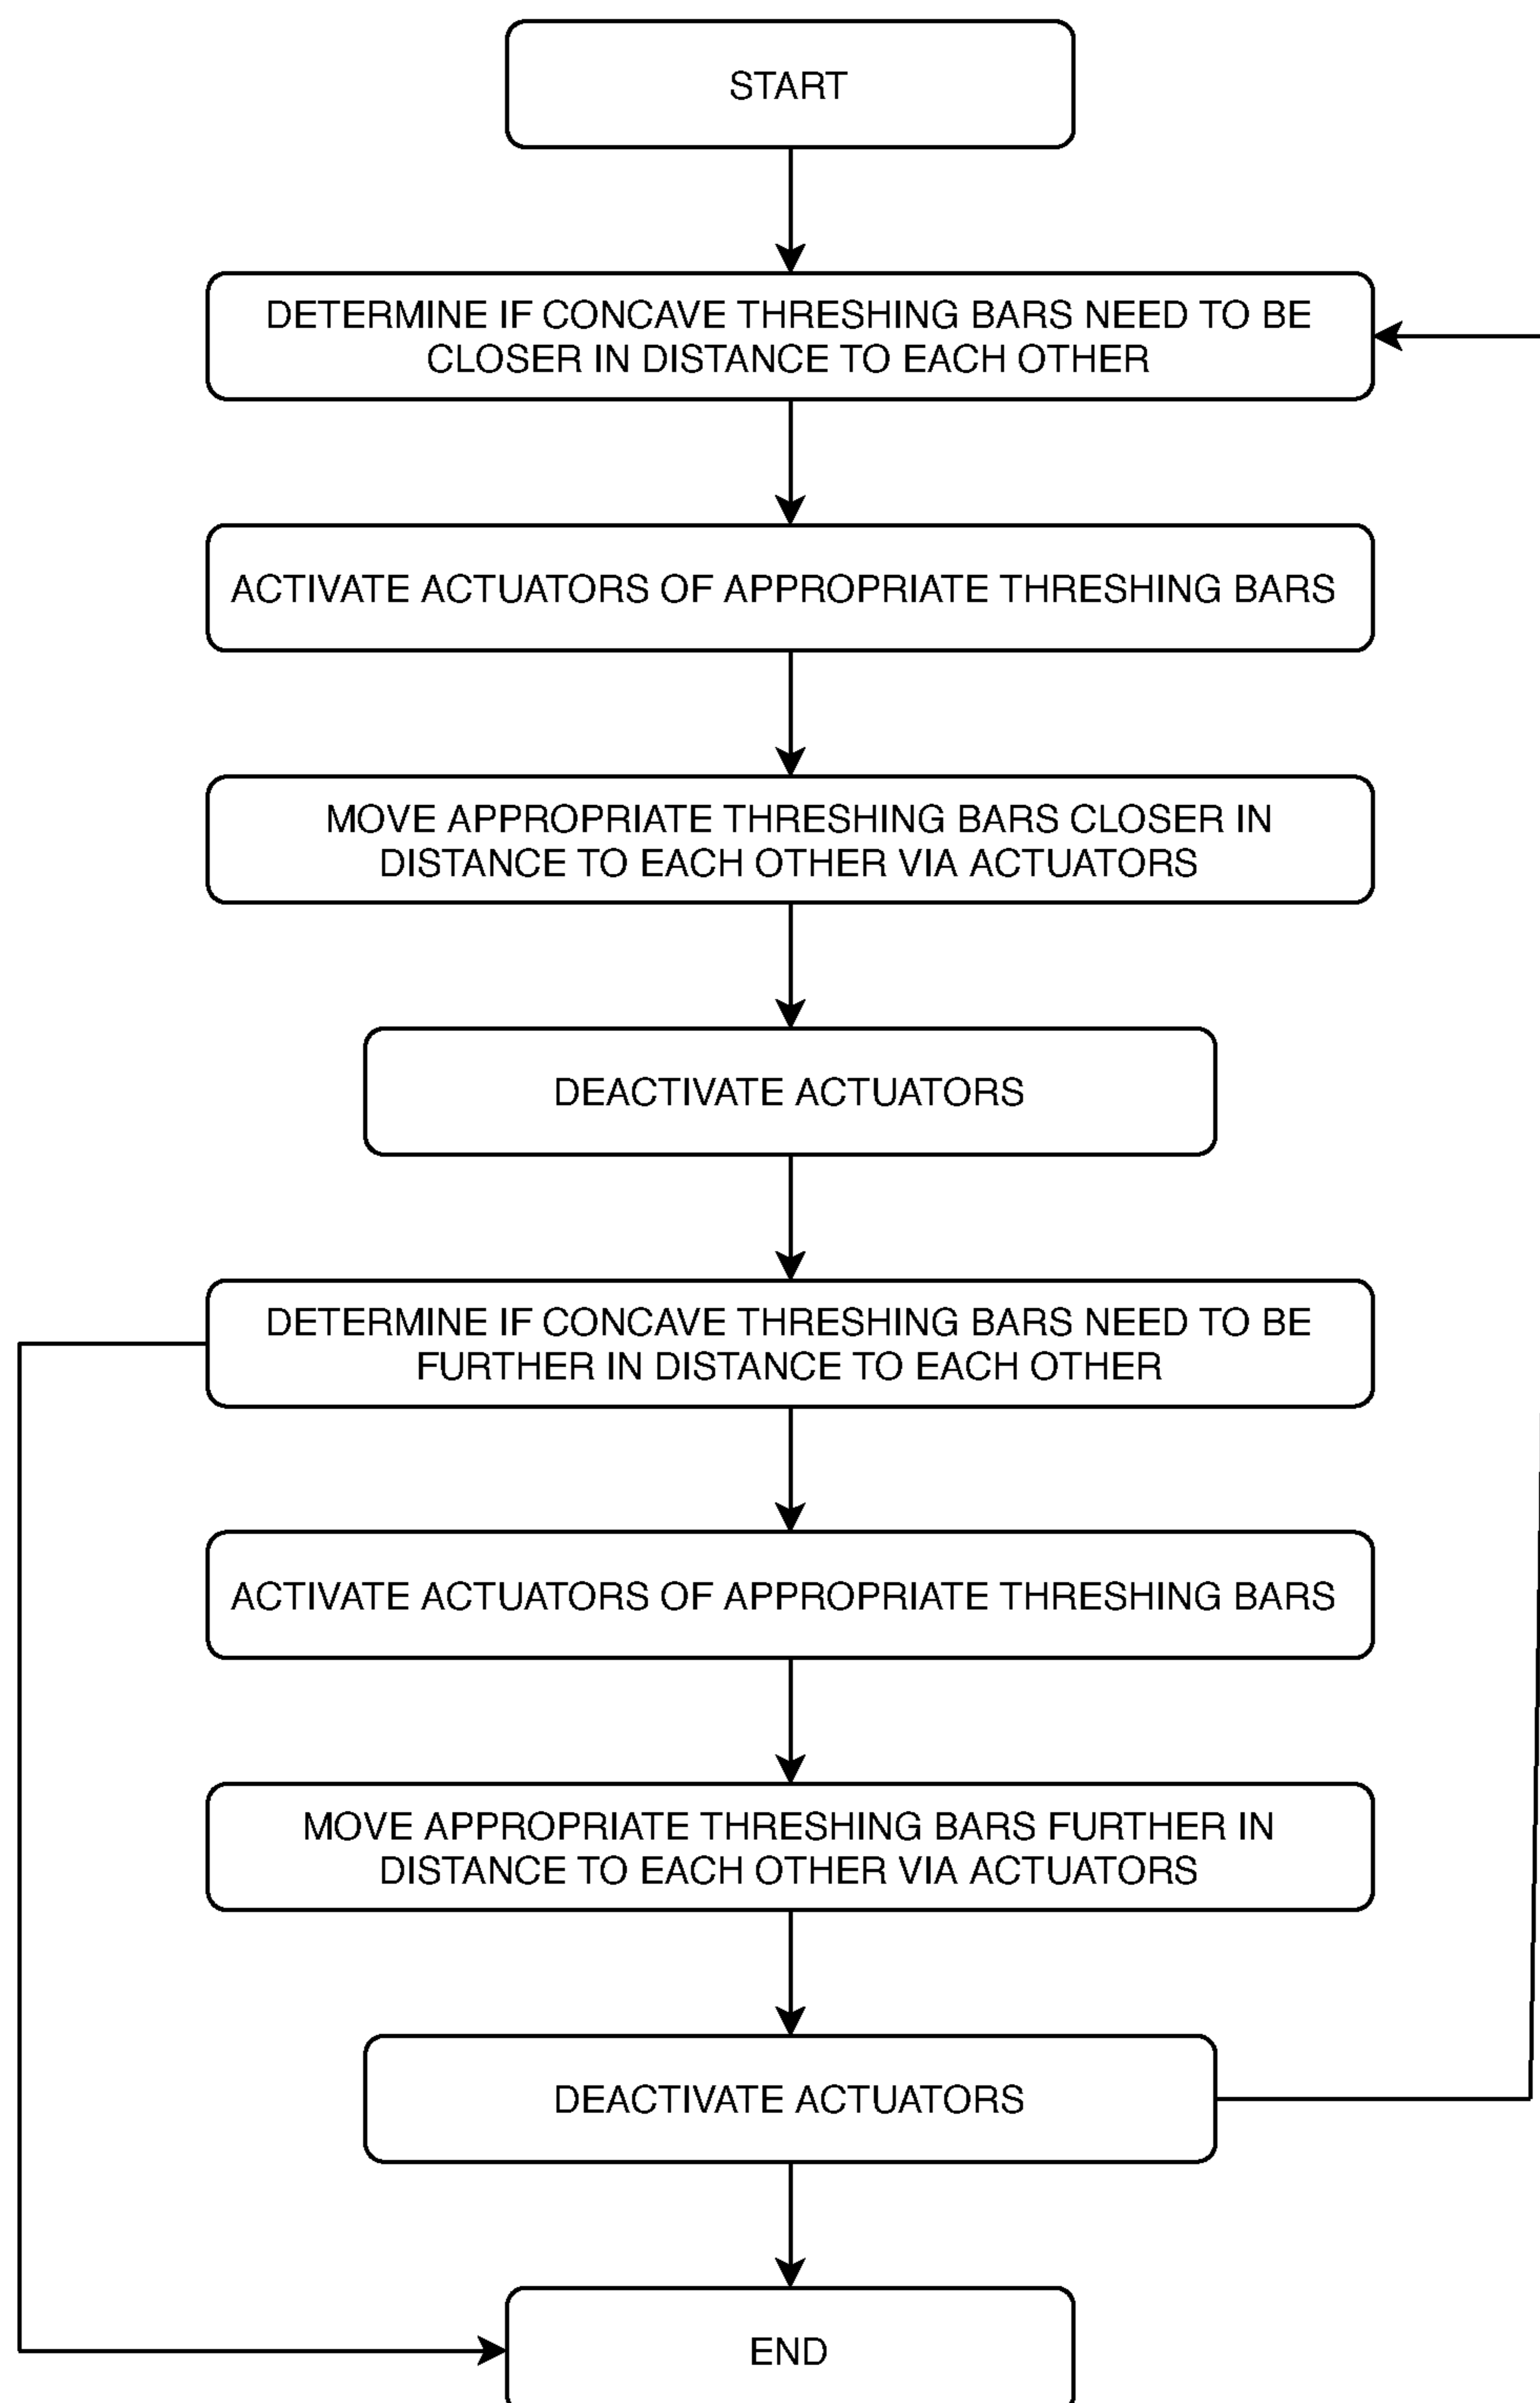 START
DETERMINE IF CONCAVE THRESHING BARS NEED TO BE
CLOSER IN DISTANCE TO EACH OTHER
ACTIVATE ACTUATORS OF APPROPRIATE THRESHING BARS
MOVE APPROPRIATE THRESHING BARS CLOSER IN
DISTANCE TO EACH OTHER VIA ACTUATORS
DEACTIVATE ACTUATORS
DETERMINE IF CONCAVE THRESHING BARS NEED TO BE
FURTHER IN DISTANCE TO EACH OTHER
ACTIVATE ACTUATORS OF APPROPRIATE THRESHING BARS
MOVE APPROPRIATE THRESHING BARS FURTHER IN
DISTANCE TO EACH OTHER VIA ACTUATORS
DEACTIVATE ACTUATORS
END